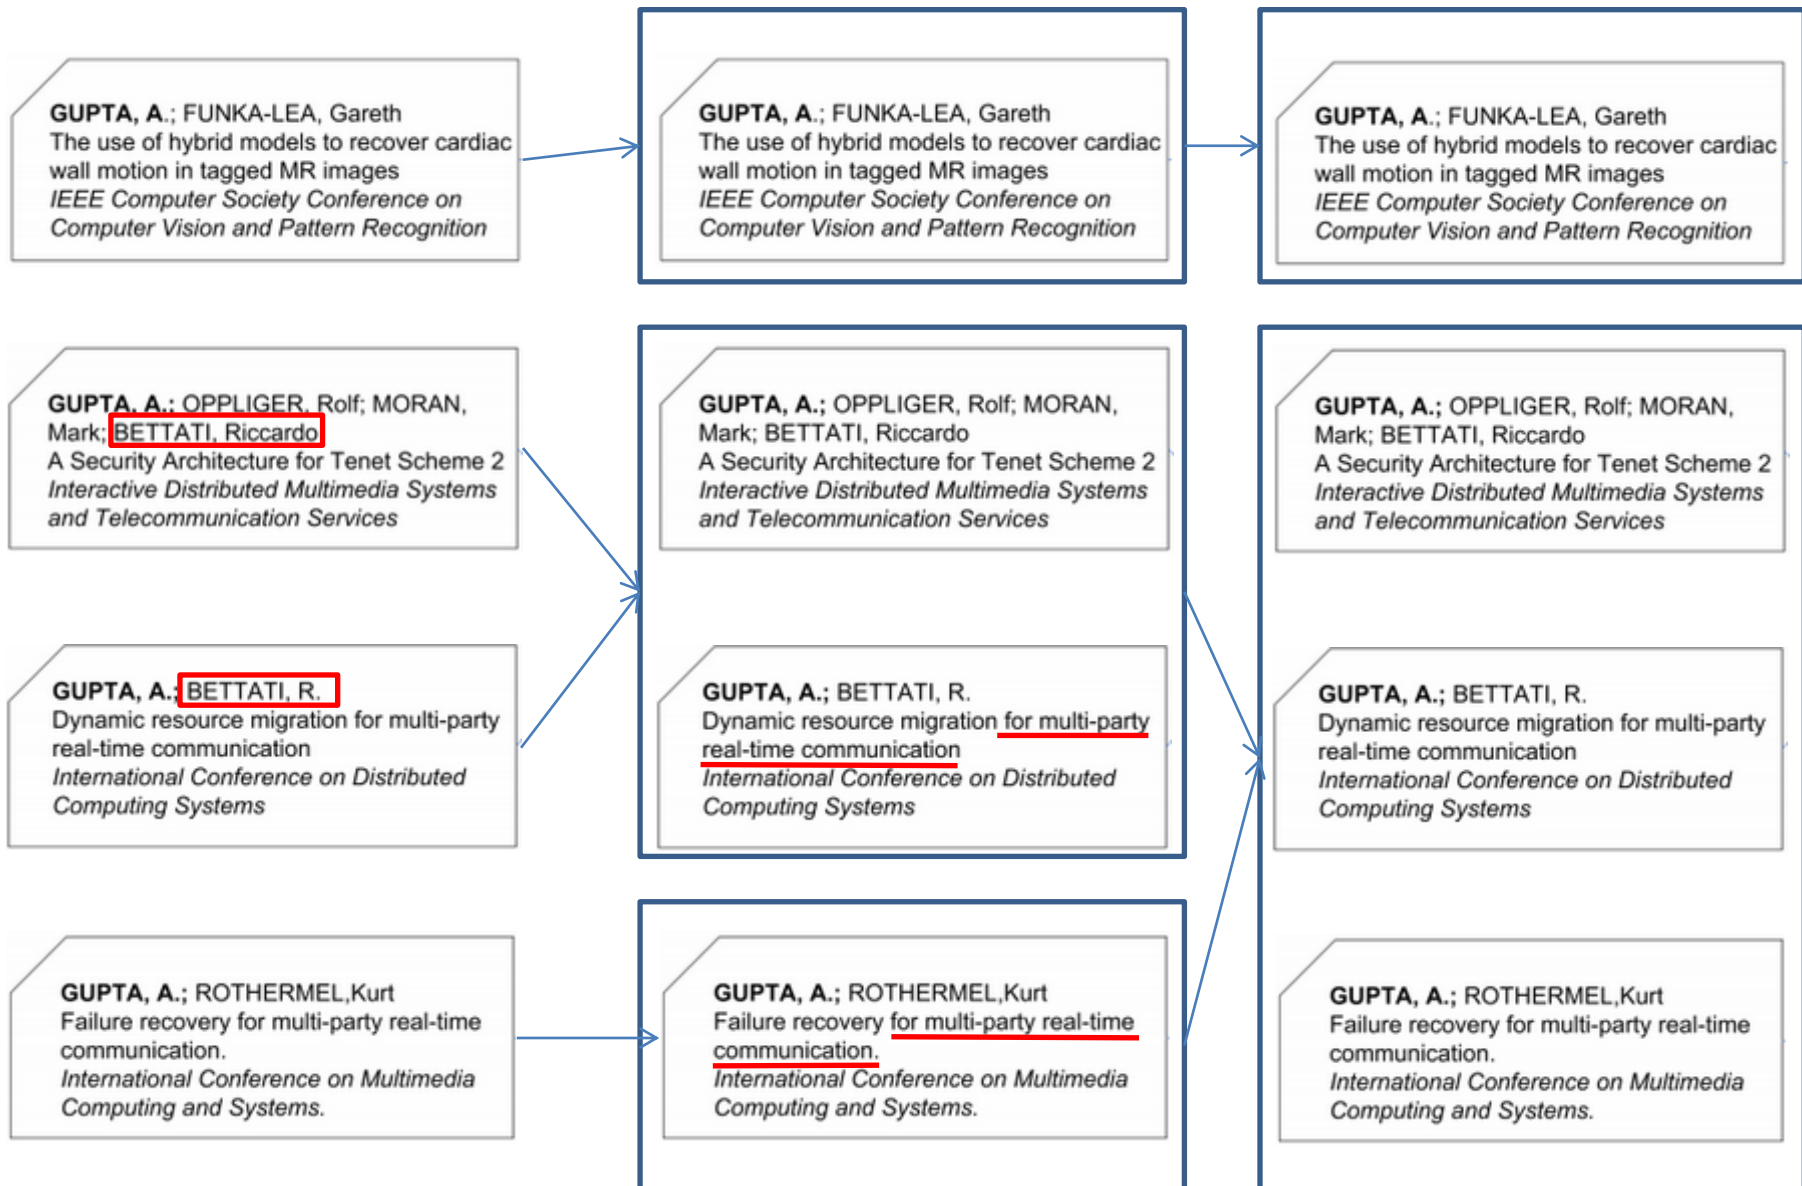 GUPTA, A.; FUNKA-LEA, Gareth
The use of hybrid models to recover cardiac
wall motion in tagged MR images
IEEE Computer Society Conference on
Computer Vision and Pattern Recognition
GUPTA, A.; FUNKA-LEA, Gareth
The use of hybrid models to recover cardiac
wall motion in tagged MR images
IEEE Computer Society Conference on
Computer Vision and Pattern Recognition
GUPTA, A.; FUNKA-LEA, Gareth
The use of hybrid models to recover cardiac
wall motion in tagged MR images
IEEE Computer Society Conference on
Computer Vision and Pattern Recognition
GUPTA, A.; OPPLIGER, Rolf; MORAN,
Mark; BETTATI, Riccardo
A Security Architecture for Tenet Scheme 2
Interactive Distributed Multimedia Systems
and Telecommunication Services
GUPTA, A.; OPPLIGER, Rolf; MORAN,
Mark; BETTATI, Riccardo
A Security Architecture for Tenet Scheme 2
Interactive Distributed Multimedia Systems
and Telecommunication Services
GUPTA, A.; OPPLIGER, Rolf; MORAN,
Mark; BETTATI, Riccardo
A Security Architecture for Tenet Scheme 2
Interactive Distributed Multimedia Systems
and Telecommunication Services
GUPTA, A.; BETTATI, R.
Dynamic resource migration for multi-party
real-time communication
International Conference on Distributed
Computing Systems
GUPTA, A.; BETTATI, R.
Dynamic resource migration for multi-party
real-time communication
International Conference on Distributed
Computing Systems
GUPTA, A.; BETTATI, R.
Dynamic resource migration for multi-party
real-time communication
International Conference on Distributed
Computing Systems
GUPTA, A.; ROTHERMEL,Kurt
Failure recovery for multi-party real-time
communication.
International Conference on Multimedia
Computing and Systems.
GUPTA, A.; ROTHERMEL,Kurt
Failure recovery for multi-party real-time
communication.
International Conference on Multimedia
Computing and Systems.
GUPTA, A.; ROTHERMEL,Kurt
Failure recovery for multi-party real-time
communication.
International Conference on Multimedia
Computing and Systems.